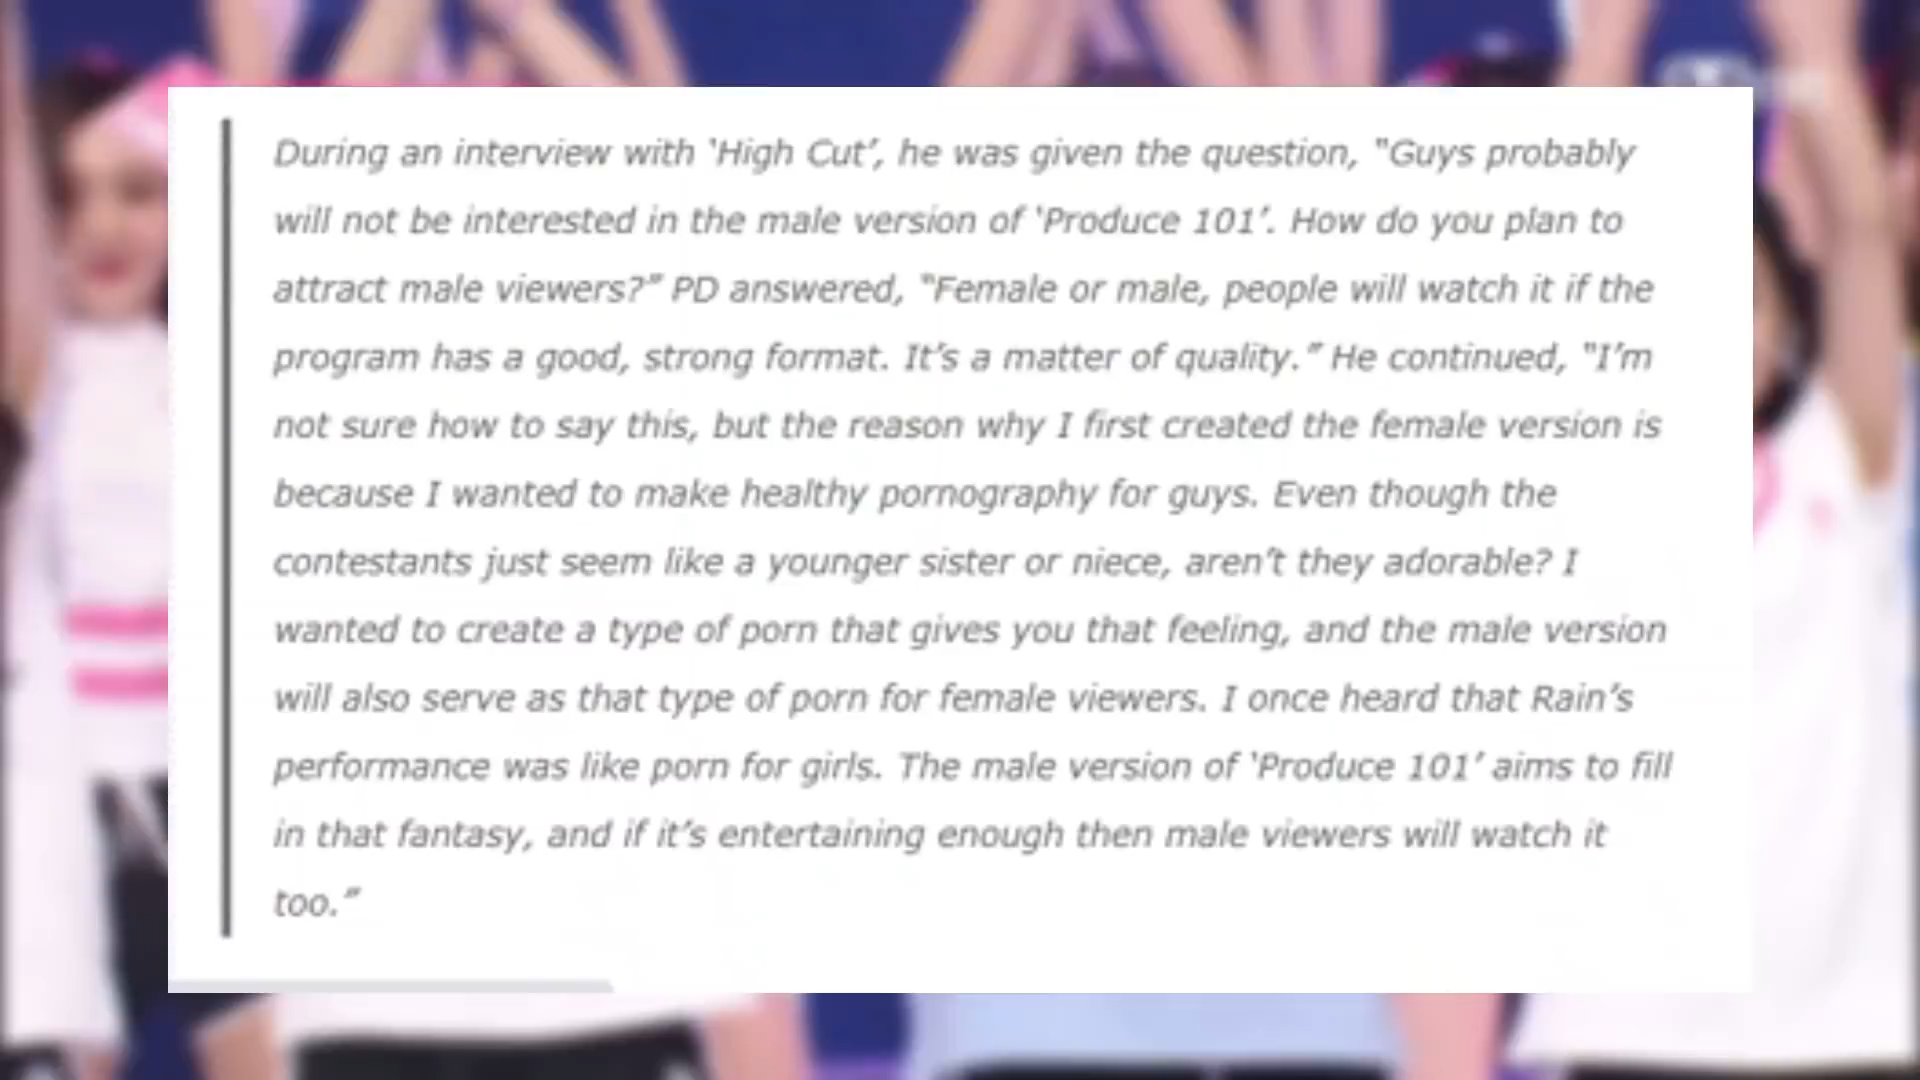 During an interview with ‘High Cut’, he was given the question, “Guys probably
will not be interested in the male version of ‘Produce 101’. How do you plan to
attract male viewers?” PD answered, “Female or male, people will watch it if the
program has a good, strong format. It’s a matter of quality.” He continued, “I’m
not sure how to say this, but the reason why I first created the female version is
because I wanted to make healthy pornography for guys. Even though the
contestants just seem like a younger sister or niece, aren’t they adorable? I
wanted to create a type of porn that gives you that feeling, and the male version
will also serve as that type of porn for female viewers. I once heard that Rain’s
performance was like porn for girls. The male version of ‘Produce 101’ aims to fill
in that fantasy, and if it’s entertaining enough then male viewers will watch it
too.”